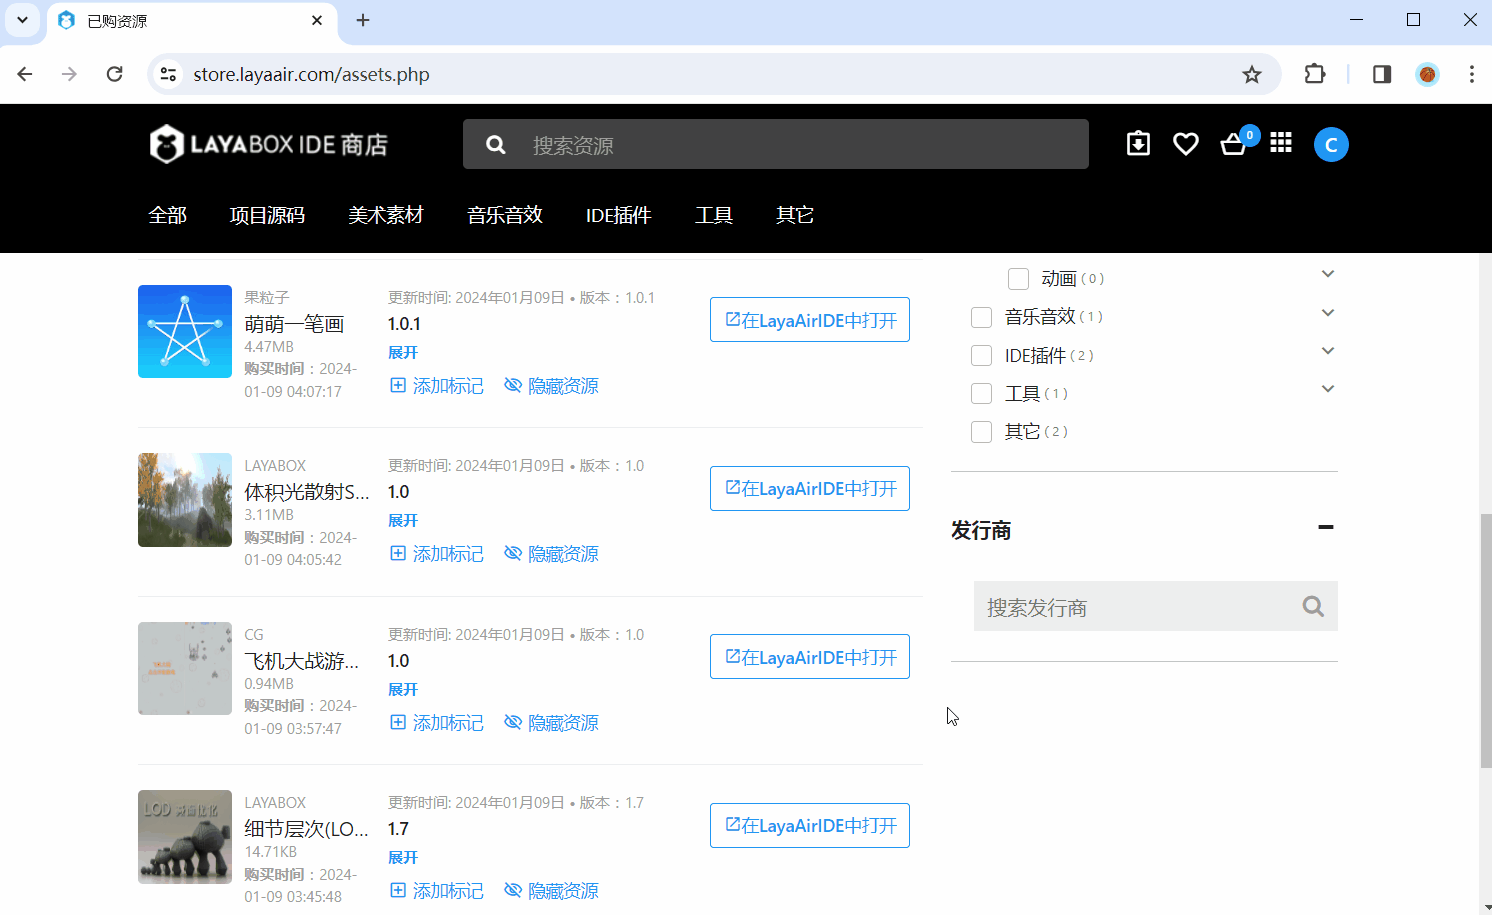 已购资源
store.layaair.com/assets.php
LAYABOX IDE 商店
搜索资源
0
C
全部 项目源码 美术素材 音乐音效 IDE插件 工具 其它
果粒子
萌萌一笔画
4.47MB
购买时间：2024-
01-09 04:07:17
更新时间: 2024年01月09日 • 版本：1.0.1
1.0.1
展开
添加标记 隐藏资源
在LayaAirIDE中打开
LAYABOX
体积光散射S...
3.11MB
购买时间：2024-
01-09 04:05:42
更新时间: 2024年01月09日 • 版本：1.0
1.0
展开
添加标记 隐藏资源
在LayaAirIDE中打开
CG
飞机大战游...
0.94MB
购买时间：2024-
01-09 03:57:47
更新时间: 2024年01月09日 • 版本：1.0
1.0
展开
添加标记 隐藏资源
在LayaAirIDE中打开
LOD
LAYABOX
细节层次(LO...
14.71KB
购买时间：2024-
01-09 03:45:48
更新时间: 2024年01月09日 • 版本：1.7
1.7
展开
添加标记 隐藏资源
在LayaAirIDE中打开
动画 ( 0 )
音乐音效 ( 1 )
IDE插件 ( 2 )
工具 ( 1 )
其它 ( 2 )
发行商
搜索发行商